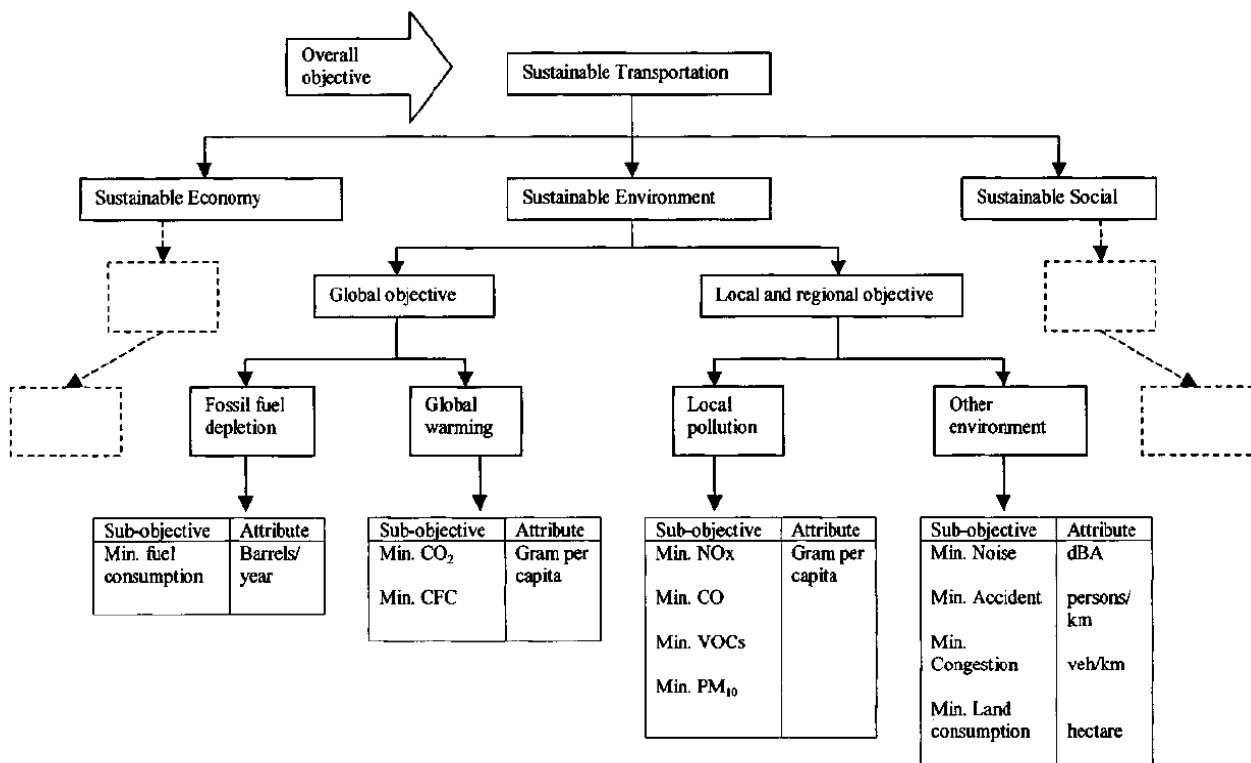 Overall
objective
Sustainable Transportation
Sustainable Economy
Sustainable Environment
Sustainable Social
Global objective
Local and regional objective
Fossil fuel
depletion
Global
warming
Local
pollution
Other
environment
Sub-objective Attribute
Min. fuel Barrels/
consumption year
Sub-objective Attribute
Min. CO₂ Gram per
capita
Min. CFC
Sub-objective Attribute
Min. NOx Gram per
capita
Min. CO
Min. VOCs
Min. PM₁₀
Sub-objective Attribute
Min. Noise dBA
Min. Accident persons/
km
Min.
Congestion veh/km
Min. Land
consumption hectare